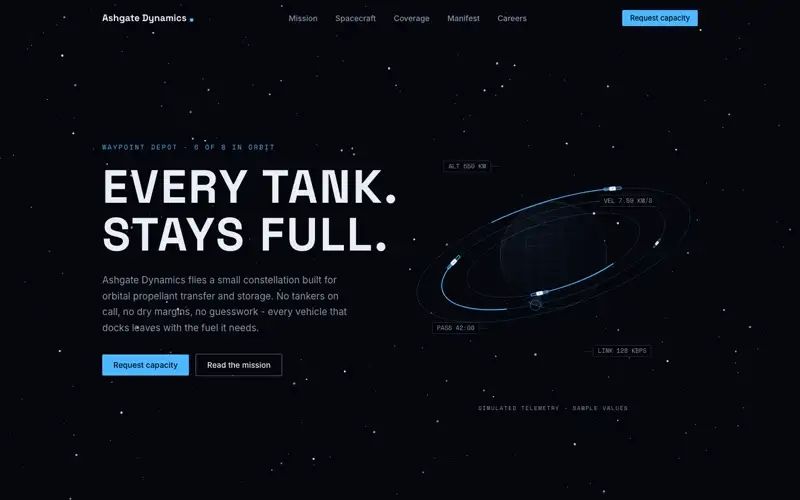 Ashgate Dynamics
Mission Spacecraft Coverage Manifest Careers
Request capacity
WAYPOINT DEPOT - 6 OF 8 IN ORBIT
EVERY TANK.
STAYS FULL.
Ashgate Dynamics flies a small constellation built for
orbital propellant transfer and storage. No tankers on
call, no dry margins, no guesswork - every vehicle that
docks leaves with the fuel it needs.
Request capacity
Read the mission
ALT 550 KM
VEL 7.59 KM/S
PASS 42:00
LINK 128 KBPS
SIMULATED TELEMETRY - SAMPLE VALUES